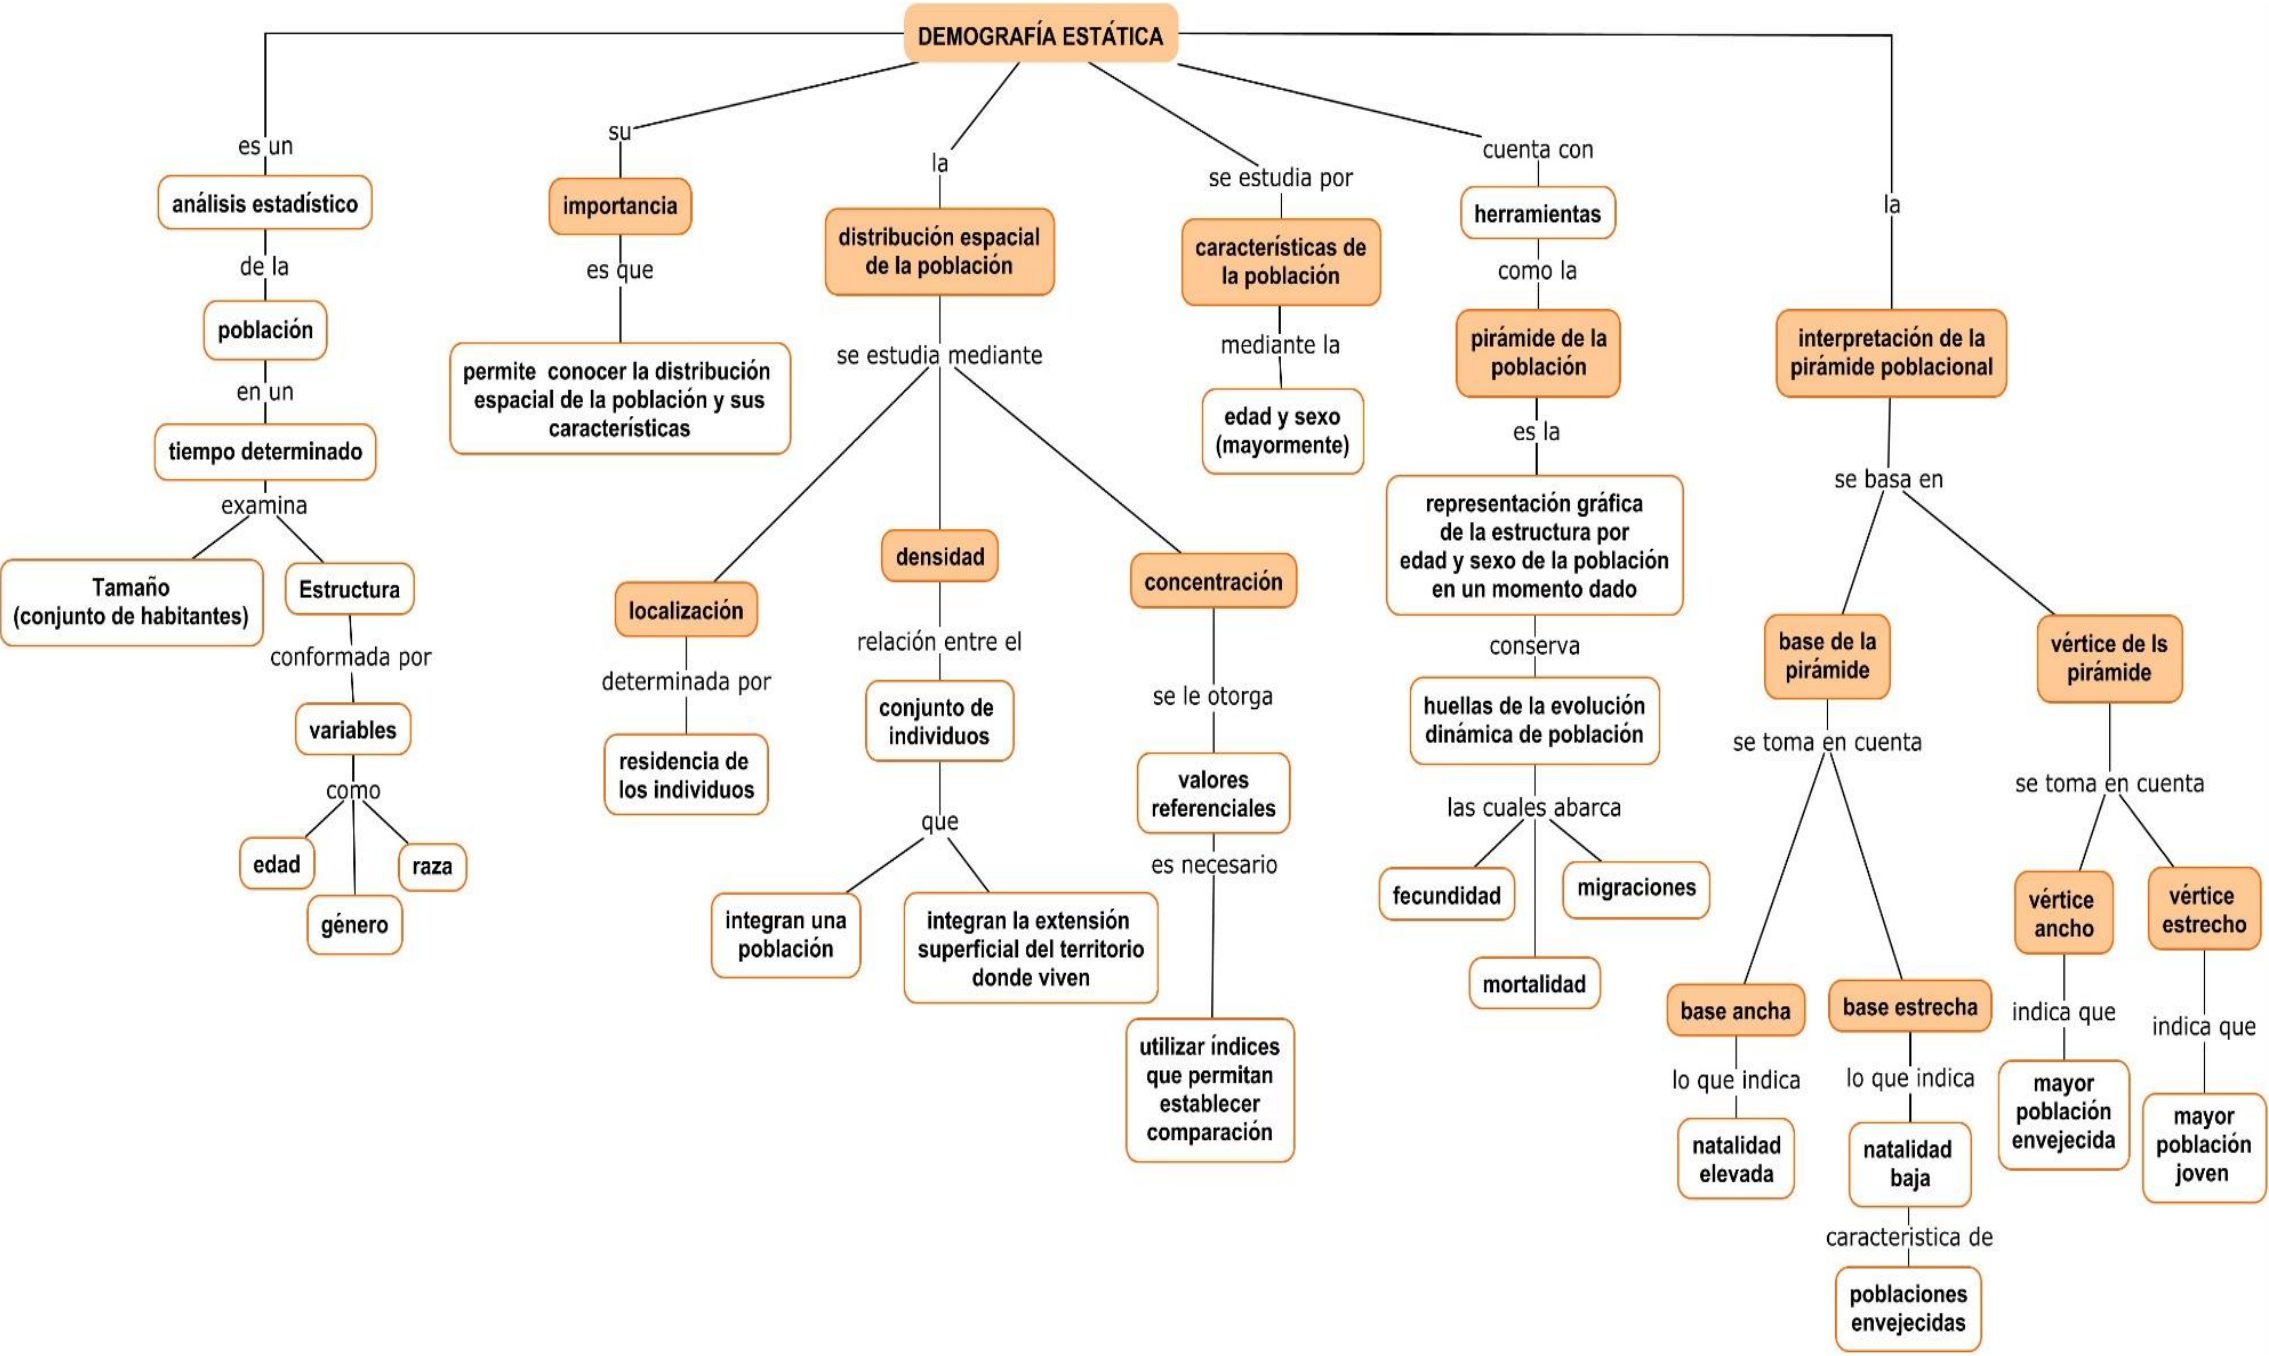 DEMOGRAFÍA ESTÁTICA
es un
análisis estadístico
de la
población
en un
tiempo determinado
examina
Tamaño
(conjunto de habitantes)
Estructura
conformada por
variables
como
edad
género
raza
su
importancia
es que
permite conocer la distribución
espacial de la población y sus
características
la
distribución espacial
de la población
se estudia mediante
localización
determinada por
residencia de
los individuos
densidad
relación entre el
conjunto de
individuos
que
integran una
población
integran la extensión
superficial del territorio
donde viven
concentración
se le otorga
valores
referenciales
es necesario
utilizar índices
que permitan
establecer
comparación
se estudia por
características de
la población
mediante la
edad y sexo
(mayormente)
cuenta con
herramientas
como la
pirámide de la
población
es la
representación gráfica
de la estructura por
edad y sexo de la población
en un momento dado
conserva
huellas de la evolución
dinámica de población
las cuales abarca
fecundidad
mortalidad
migraciones
la
interpretación de la
pirámide poblacional
se basa en
base de la
pirámide
se toma en cuenta
base ancha
lo que indica
natalidad
elevada
base estrecha
lo que indica
natalidad
baja
caracteristica de
poblaciones
envejecidas
vértice de ls
pirámide
se toma en cuenta
vértice
ancho
indica que
mayor
población
envejecida
vértice
estrecho
indica que
mayor
población
joven